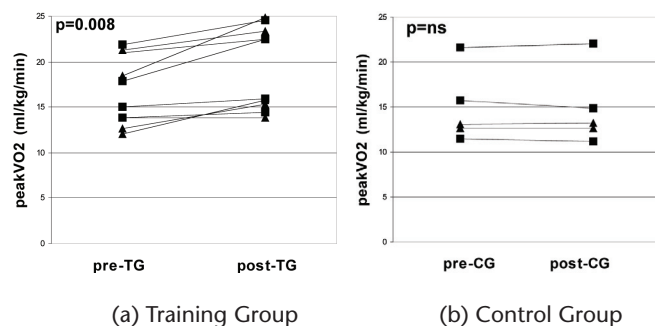 p=0.008
25
20
15
10
5
0
peakVO2 (ml/kg/min)
pre-TG post-TG
(a) Training Group
p=ns
25
20
15
10
5
0
peakVO2 (ml/kg/min)
pre-CG post-CG
(b) Control Group